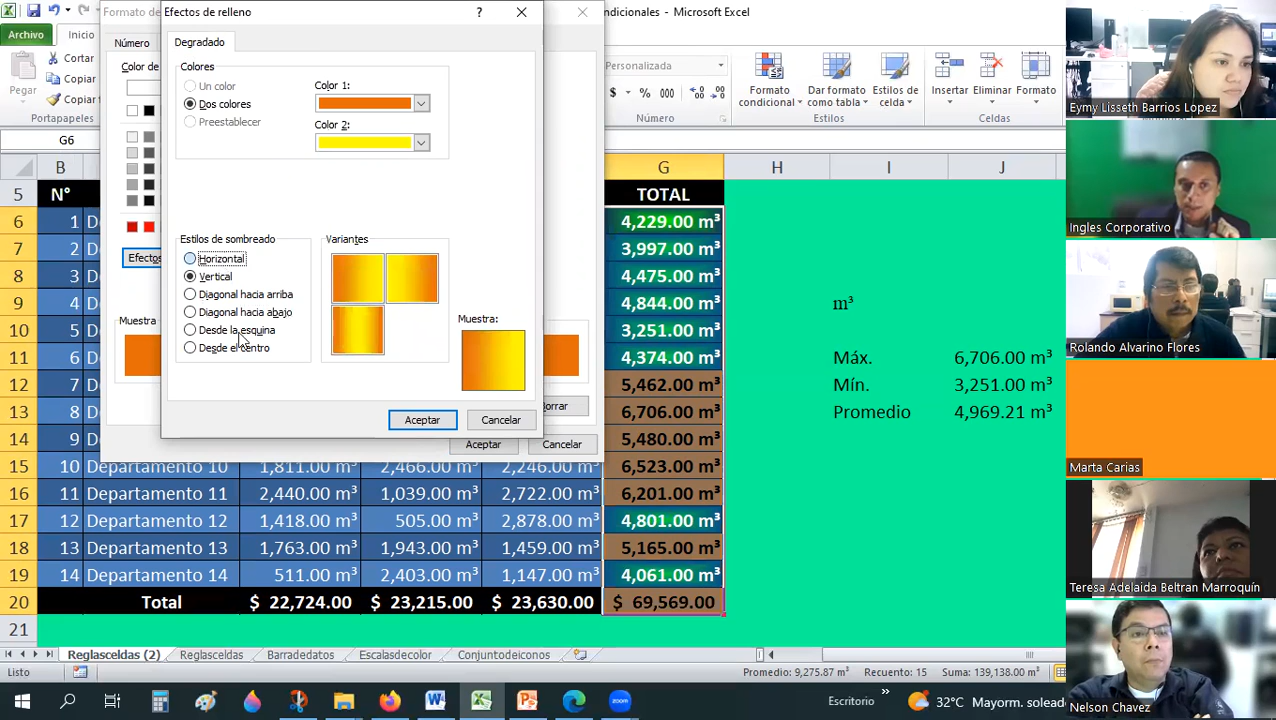 Formato de
Efectos de relleno
?
dicionales - Microsoft Excel
Archivo
Inicio
Número
Degradado
Cortar
Copiar
Copiar f
Pegar
Portapapeles
Color de
Efectos
Muestra
Colores
Un color
Dos colores
Preestablecer
Color 1:
Color 2:
Estilos de sombreado
Horizontal
Vertical
Diagonal hacia arriba
Diagonal hacia abajo
Desde la esquina
Desde el centro
Variantes
Muestra:
Aceptar
Cancelar
orrar
Aceptar
Cancelar
Personalizada
$ % 000
Número
Formato condicional
Dar formato como tabla
Estilos de celda
Estilos
Insertar
Eliminar
Formato
Celdas
G6
B G H I J
5 N° TOTAL
6 1 D 4,229.00 m³
7 2 D 3,997.00 m³
8 3 D 4,475.00 m³
9 4 D 4,844.00 m³ m³
10 5 D 3,251.00 m³
11 6 D 4,374.00 m³ Máx. 6,706.00 m³
12 7 D 5,462.00 m³ Mín. 3,251.00 m³
13 8 D 6,706.00 m³ Promedio 4,969.21 m³
14 9 D 5,480.00 m³
15 10 Departamento 10 1,811.00 m³ 2,466.00 m³ 2,246.00 m³ 6,523.00 m³
16 11 Departamento 11 2,440.00 m³ 1,039.00 m³ 2,722.00 m³ 6,201.00 m³
17 12 Departamento 12 1,418.00 m³ 505.00 m³ 2,878.00 m³ 4,801.00 m³
18 13 Departamento 13 1,763.00 m³ 1,943.00 m³ 1,459.00 m³ 5,165.00 m³
19 14 Departamento 14 511.00 m³ 2,403.00 m³ 1,147.00 m³ 4,061.00 m³
20 Total $ 22,724.00 $ 23,215.00 $ 23,630.00 $ 69,569.00
21
Reglasceldas (2) Reglasceldas Barradedatos Escalasdecolor Conjuntodeiconos
Listo
Promedio: 9,275.87 m³ Recuento: 15 Suma: 139,138.00 m³
Escritorio
»
32°C Mayorm. soleado
zoom
Eymy Lisseth Barrios Lopez
Ingles Corporativo
Rolando Alvarino Flores
Marta Carias
Teresa Adelaida Beltran Marroquín
Nelson Chavez